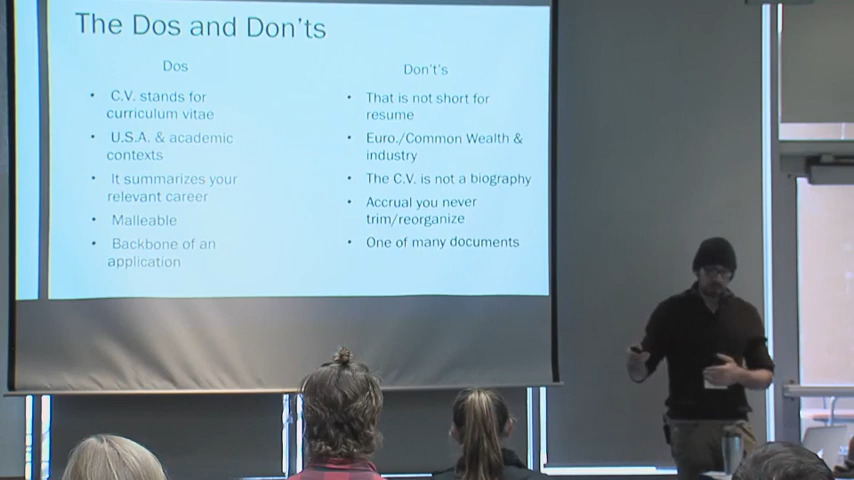 The Dos and Don'ts
Dos
• C.V. stands for
curriculum vitae
• U.S.A. & academic
contexts
• It summarizes your
relevant career
• Malleable
• Backbone of an
application
Don't's
• That is not short for
resume
• Euro./Common Wealth &
industry
• The C.V. is not a biography
• Accrual you never
trim/reorganize
• One of many documents